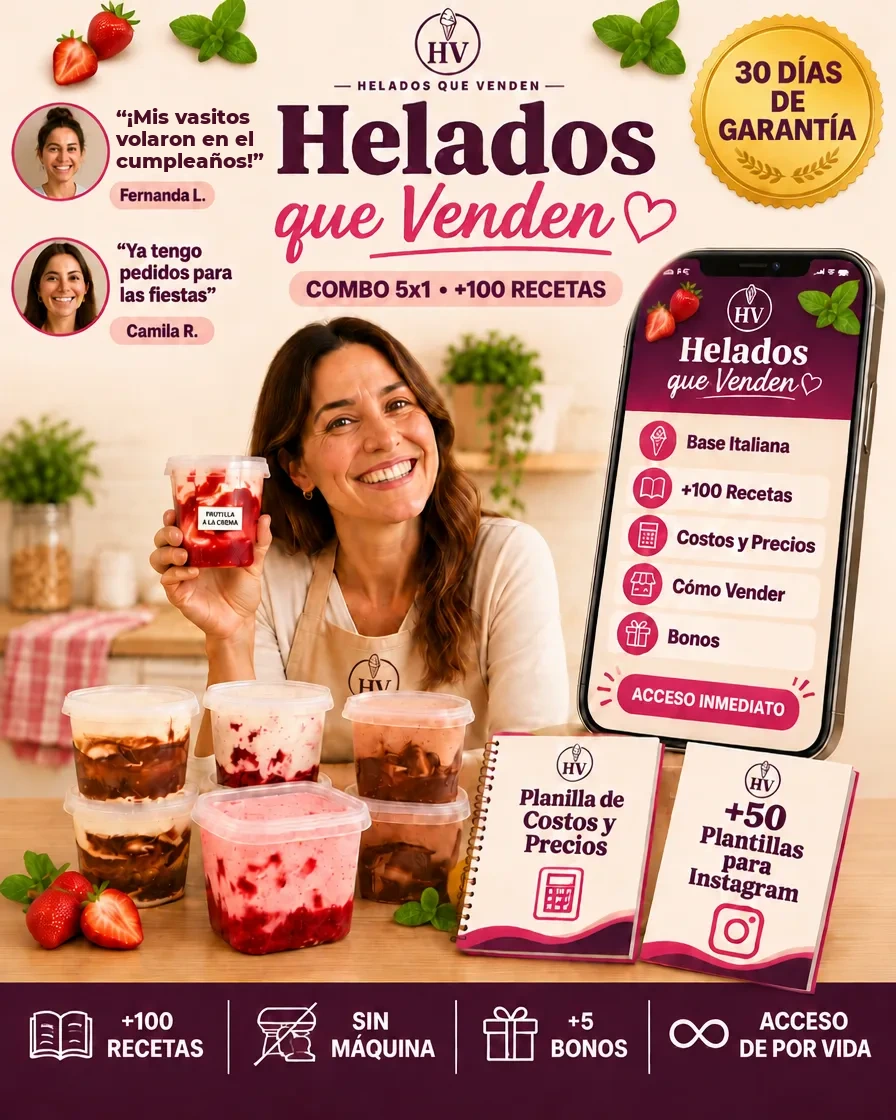 HV
HELADOS QUE VENDEN
Helados
que Venden
COMBO 5x1 • +100 RECETAS
"¡Mis vasitos
volaron en el
cumpleaños!"
Fernanda L.
"Ya tengo
pedidos para
las fiestas"
Camila R.
30 DÍAS
DE
GARANTÍA
HV
Helados
que Venden
Base Italiana
+100 Recetas
Costos y Precios
Cómo Vender
Bonos
ACCESO INMEDIATO
FRUTILLA
A LA CREMA
HV
HV
Planilla de
Costos y
Precios
HV
+50
Plantillas
para
Instagram
+100
RECETAS
SIN
MÁQUINA
+5
BONOS
ACCESO
DE POR VIDA